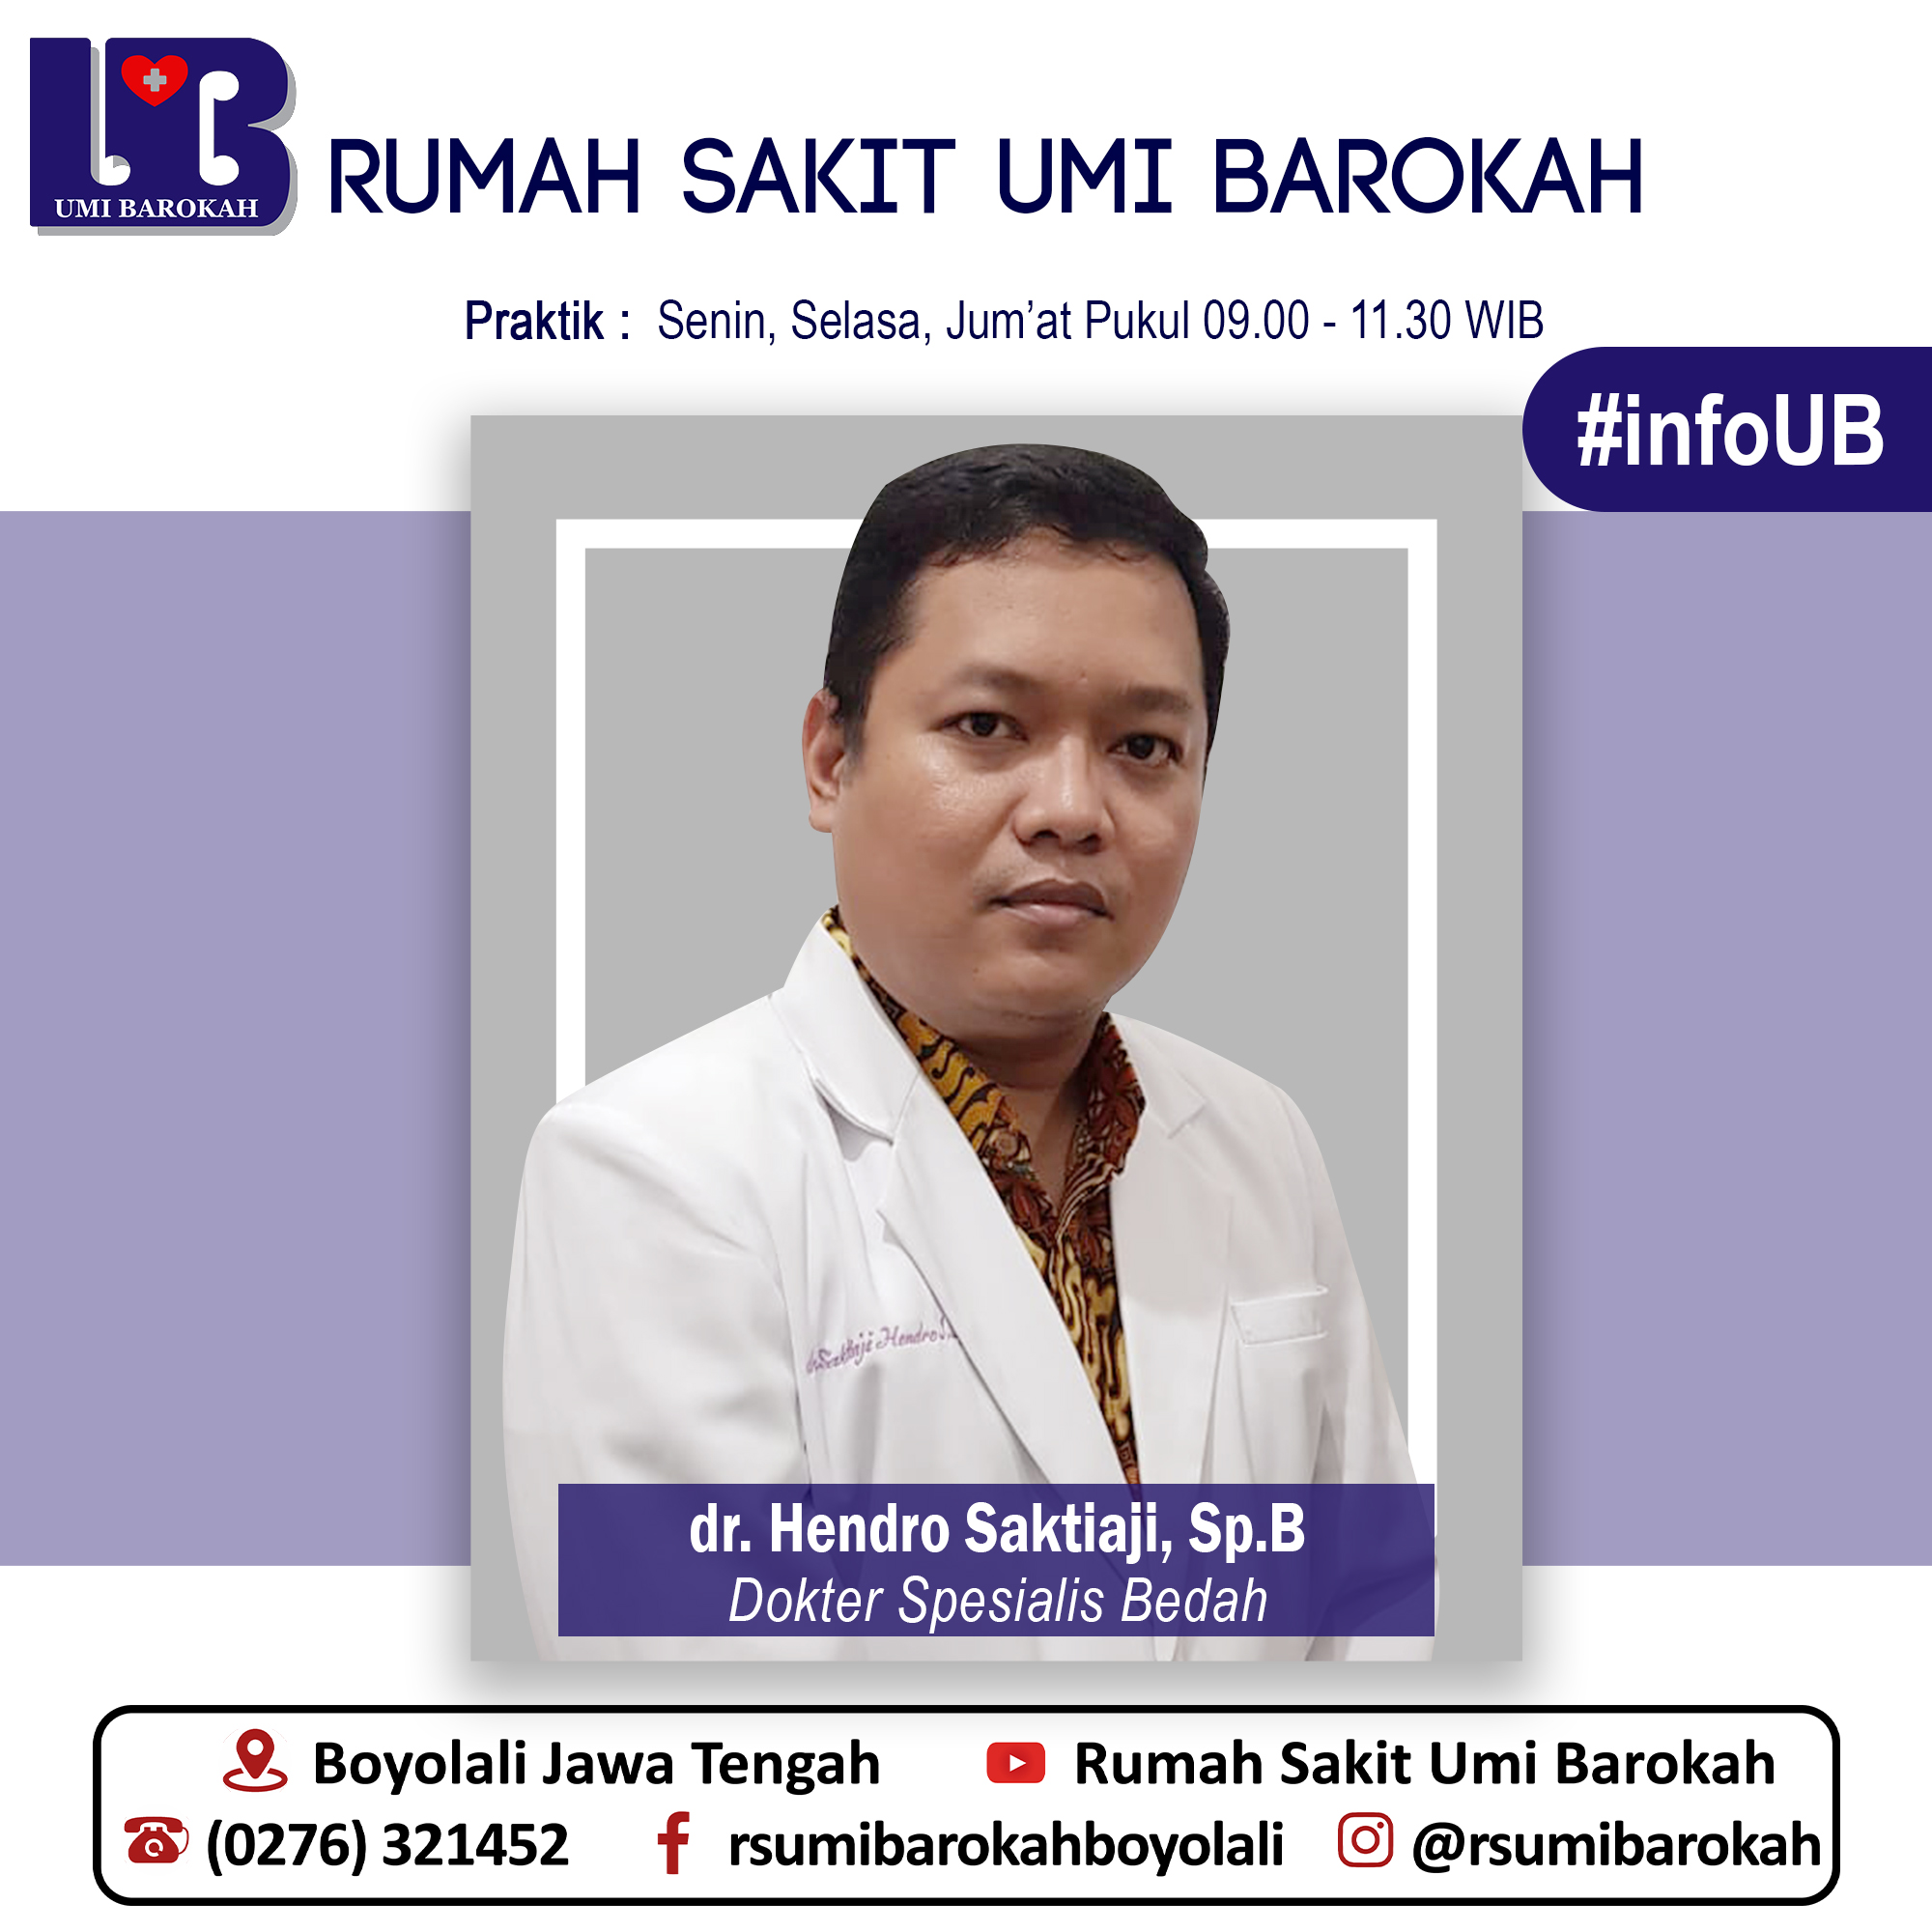 UMI BAROKAH
RUMAH SAKIT UMI BAROKAH
Praktik : Senin, Selasa, Jum'at Pukul 09.00 - 11.30 WIB
#infoUB
Hendro
dr. Hendro Saktiaji, Sp.B
Dokter Spesialis Bedah
Boyolali Jawa Tengah
Rumah Sakit Umi Barokah
(0276) 321452
rsumibarokahboyolali
@rsumibarokah